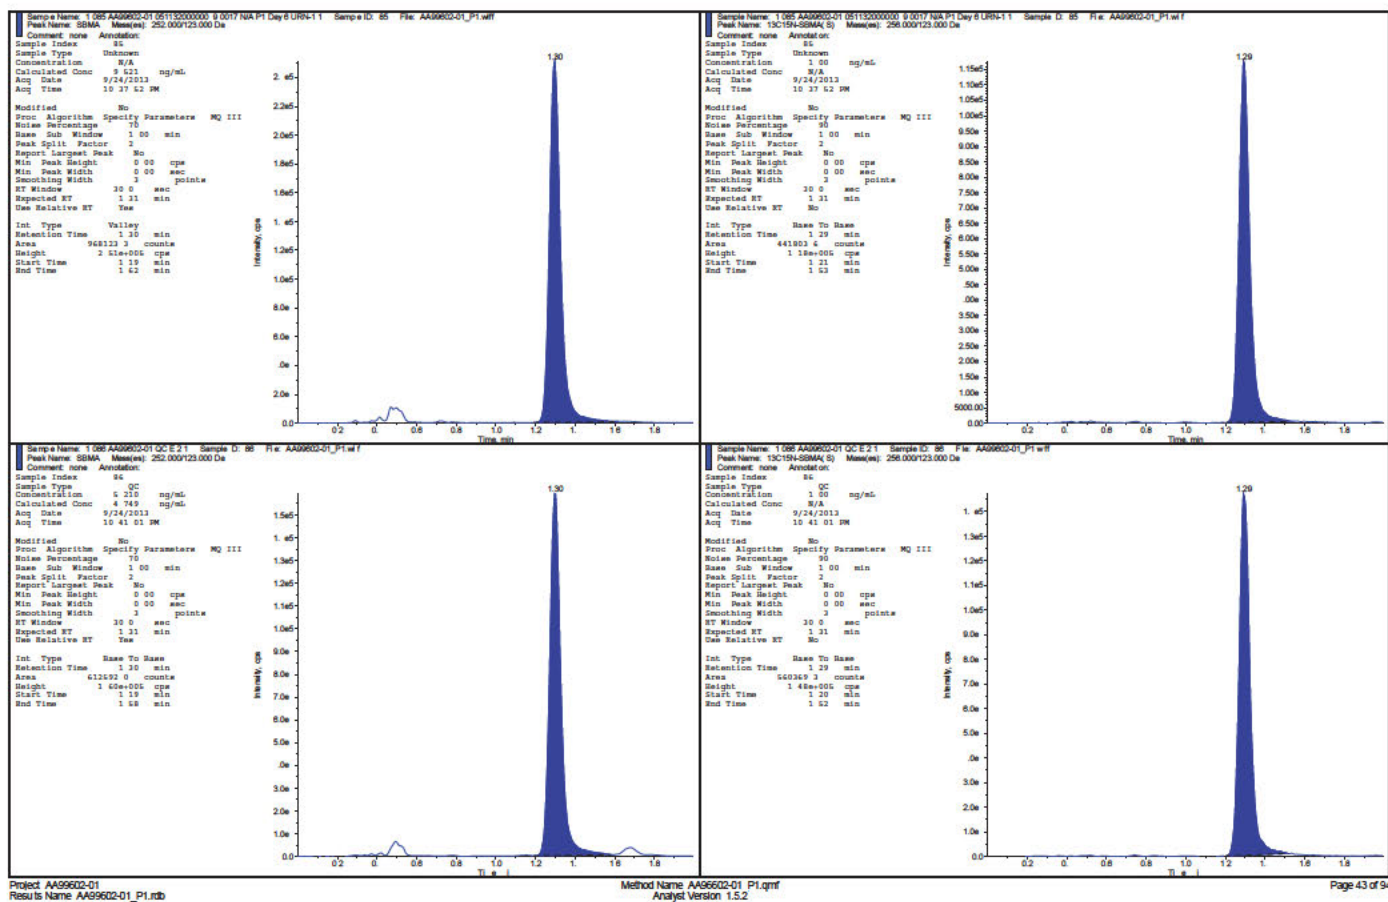 Sample Name: 1 085 AA99602-01 051132000000 9 0017 N/A P1 Day 6 URN-1 1 Sample ID: 85 File: AA99602-01_P1.wiff
Peak Name: SBMA Mass(es): 252.000/123.000 Da
Comment: none Annotation:
Sample Index 85
Sample Type Unknown
Concentration N/A
Calculated Conc 9 521 ng/mL
Acq Date 9/24/2013
Acq Time 10 37 52 PM
Modified No
Proc Algorithm Specify Parameters MQ III
Noise Percentage 70
Base Sub Window 1 00 min
Peak Split Factor 2
Report Largest Peak No
Min Peak Height 0 00 cps
Min Peak Width 0 00 sec
Smoothing Width 3 points
RT Window 30 0 sec
Expected RT 1 31 min
Use Relative RT Yes
Int Type Valley
Retention Time 1 30 min
Area 968123 3 counts
Height 2 51e+005 cps
Start Time 1 19 min
End Time 1 62 min
1.30
2. e5
2.2e5
2.0e5
1.8e5
1.6e5
1. e5
1.2e5
1.0e5
8.0e
6.0e
.0e
2.0e
0.0
Intensity, cps
0.2 0. 0.6 0.8 1.0 1.2 1. 1.6 1.8
Time, min
Sample Name: 1 085 AA99602-01 051132000000 9 0017 N/A P1 Day 6 URN-1 1 Sample D: 85 F e: AA99602-01_P1.wi f
Peak Name: 13C15N-SBMA( S) Mass(es): 256.000/123.000 Da
Comment: none Annotation:
Sample Index 85
Sample Type Unknown
Concentration 1 00 ng/mL
Calculated Conc N/A
Acq Date 9/24/2013
Acq Time 10 37 52 PM
Modified No
Proc Algorithm Specify Parameters MQ III
Noise Percentage 90
Base Sub Window 1 00 min
Peak Split Factor 2
Report Largest Peak No
Min Peak Height 0 00 cps
Min Peak Width 0 00 sec
Smoothing Width 3 points
RT Window 30 0 sec
Expected RT 1 31 min
Use Relative RT No
Int Type Base To Base
Retention Time 1 29 min
Area 441803 6 counts
Height 1 18e+005 cps
Start Time 1 21 min
End Time 1 53 min
1.29
1.15e5
1.10e5
1.05e5
1.00e5
9.50e
9.00e
8.50e
8.00e
7.50e
7.00e
6.50e
6.00e
5.50e
5.00e
4.50e
4.00e
3.50e
3.00e
2.50e
2.00e
1.50e
1.00e
5000.00
0.00
Intensity, cps
0.2 0. 0.6 0.8 1.0 1.2 1. 1.6 1.8
Time, min
Sample Name: 1 086 AA99602-01 QC E 2 1 Sample D: 86 F e: AA99602-01_P1.wi f
Peak Name: SBMA Mass(es): 252.000/123.000 Da
Comment: none Annotation:
Sample Index 86
Sample Type QC
Concentration 5 210 ng/mL
Calculated Conc 4 749 ng/mL
Acq Date 9/24/2013
Acq Time 10 41 01 PM
Modified No
Proc Algorithm Specify Parameters MQ III
Noise Percentage 70
Base Sub Window 1 00 min
Peak Split Factor 2
Report Largest Peak No
Min Peak Height 0 00 cps
Min Peak Width 0 00 sec
Smoothing Width 3 points
RT Window 30 0 sec
Expected RT 1 31 min
Use Relative RT Yes
Int Type Base To Base
Retention Time 1 30 min
Area 612592 0 counts
Height 1 60e+005 cps
Start Time 1 19 min
End Time 1 58 min
1.30
1.5e5
1. e5
1.3e5
1.2e5
1.1e5
1.0e5
9.0e
8.0e
7.0e
6.0e
5.0e
.0e
3.0e
2.0e
1.0e
0.0
Intensity, cps
0.2 0. 0.6 0.8 1.0 1.2 1. 1.6 1.8
Sample Name: 1 086 AA99602-01 QC E 2 1 Sample ID: 86 F e: AA99602-01_P1 w ff
Peak Name: 13C15N-SBMA( S) Mass(es): 256.000/123.000 Da
Comment: none Annotation:
Sample Index 86
Sample Type QC
Concentration 1 00 ng/mL
Calculated Conc N/A
Acq Date 9/24/2013
Acq Time 10 41 01 PM
Modified No
Proc Algorithm Specify Parameters MQ III
Noise Percentage 90
Base Sub Window 1 00 min
Peak Split Factor 2
Report Largest Peak No
Min Peak Height 0 00 cps
Min Peak Width 0 00 sec
Smoothing Width 3 points
RT Window 30 0 sec
Expected RT 1 31 min
Use Relative RT No
Int Type Base To Base
Retention Time 1 29 min
Area 560369 3 counts
Height 1 48e+005 cps
Start Time 1 20 min
End Time 1 52 min
1.29
1. e5
1.3e5
1.2e5
1.1e5
1.0e5
9.0e
8.0e
7.0e
6.0e
5.0e
.0e
3.0e
2.0e
1.0e
0.0
Intensity, cps
0.2 0. 0.6 0.8 1.0 1.2 1. 1.6 1.8
Project AA99602-01
Results Name AA99602-01_P1.rdb
Method Name AA96602-01 P1.qmf
Analyst Version 1.5.2
Page 43 of 94